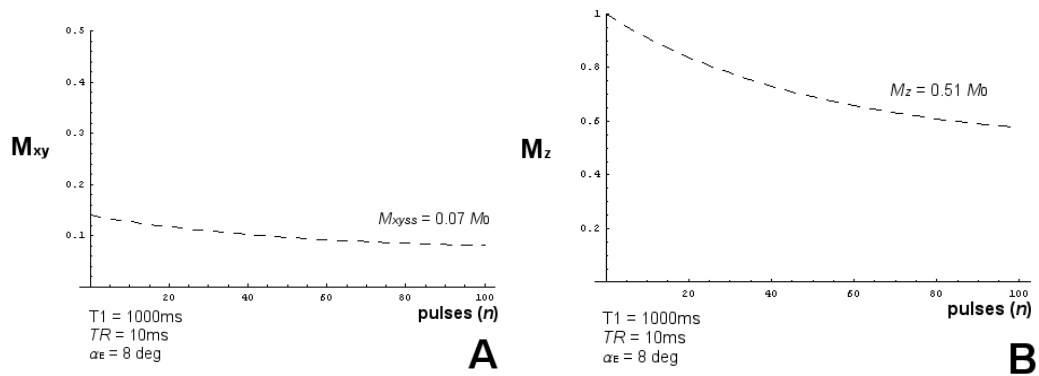 0.5
0.4
0.3
0.2
0.1
Mxy
Mxyss = 0.07 M0
20
40
60
80
100
pulses (n)
T1 = 1000ms
TR = 10ms
αE = 8 deg
A
1
0.8
0.6
0.4
0.2
Mz
Mz = 0.51 M0
20
40
60
80
100
pulses (n)
T1 = 1000ms
TR = 10ms
αE = 8 deg
B